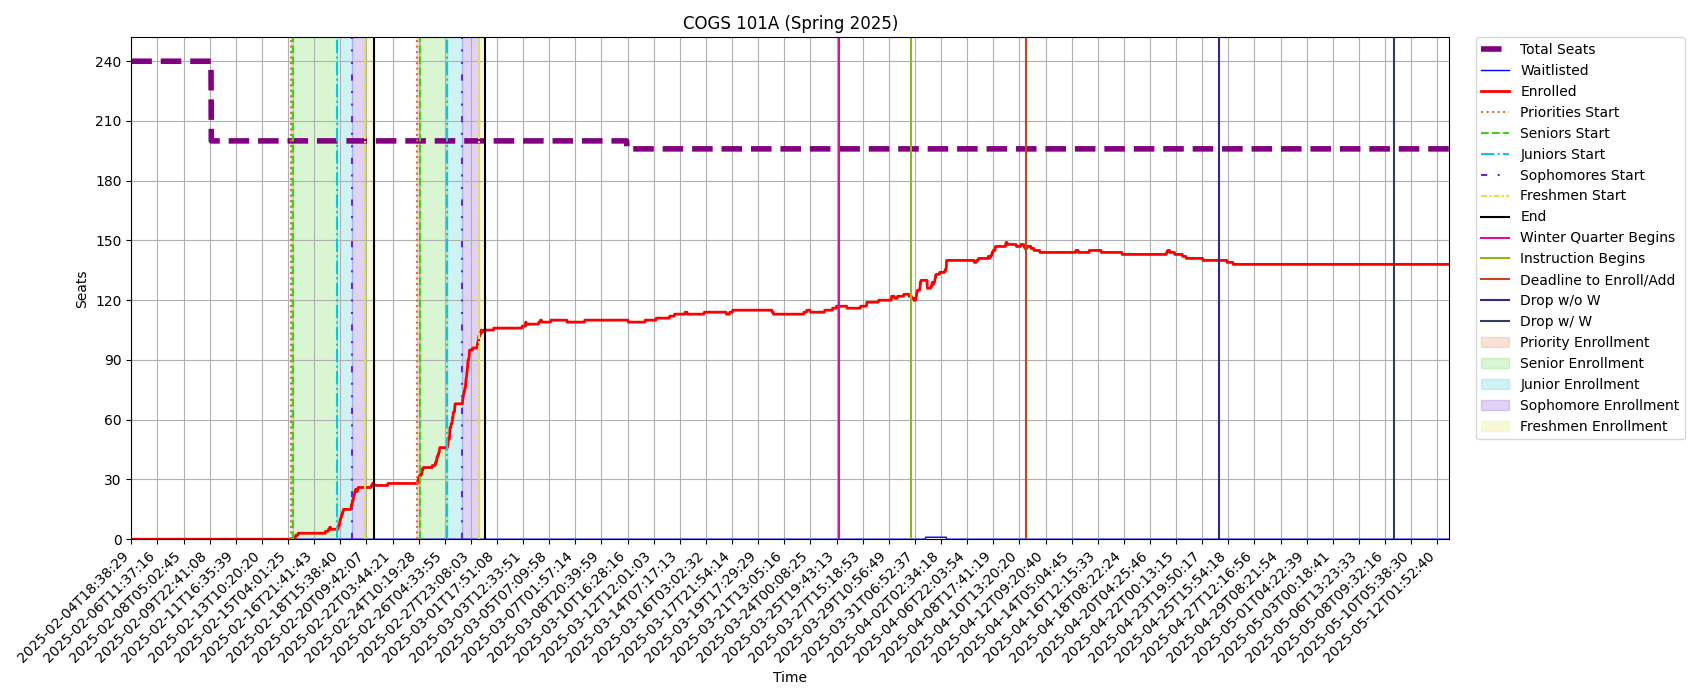 COGS 101A (Spring 2025)
Seats
240
210
180
150
120
90
60
30
0
2025-02-04T18:38:29
2025-02-06T11:37:16
2025-02-08T05:02:45
2025-02-09T22:41:08
2025-02-11T16:35:39
2025-02-13T10:20:20
2025-02-15T04:01:25
2025-02-16T21:41:43
2025-02-18T15:38:40
2025-02-20T09:42:07
2025-02-22T03:44:21
2025-02-24T10:19:28
2025-02-26T04:33:55
2025-02-27T23:08:03
2025-03-01T17:51:08
2025-03-03T12:33:51
2025-03-05T07:09:58
2025-03-07T01:57:14
2025-03-08T20:39:59
2025-03-10T16:28:16
2025-03-12T12:01:03
2025-03-14T07:17:13
2025-03-16T03:02:32
2025-03-17T21:54:14
2025-03-19T17:29:29
2025-03-21T13:05:16
2025-03-24T00:08:25
2025-03-25T19:43:13
2025-03-27T15:18:53
2025-03-29T10:56:49
2025-03-31T06:52:37
2025-04-02T02:34:18
2025-04-06T22:03:54
2025-04-08T17:41:19
2025-04-10T13:20:20
2025-04-12T09:20:40
2025-04-14T05:04:45
2025-04-16T12:15:33
2025-04-18T08:22:24
2025-04-20T04:25:46
2025-04-22T00:13:15
2025-04-23T19:50:17
2025-04-25T15:54:18
2025-04-27T12:16:56
2025-04-29T08:21:54
2025-05-01T04:22:39
2025-05-03T00:18:41
2025-05-06T13:23:33
2025-05-08T09:32:16
2025-05-10T05:38:30
2025-05-12T01:52:40
Time
Total Seats
Waitlisted
Enrolled
Priorities Start
Seniors Start
Juniors Start
Sophomores Start
Freshmen Start
End
Winter Quarter Begins
Instruction Begins
Deadline to Enroll/Add
Drop w/o W
Drop w/ W
Priority Enrollment
Senior Enrollment
Junior Enrollment
Sophomore Enrollment
Freshmen Enrollment